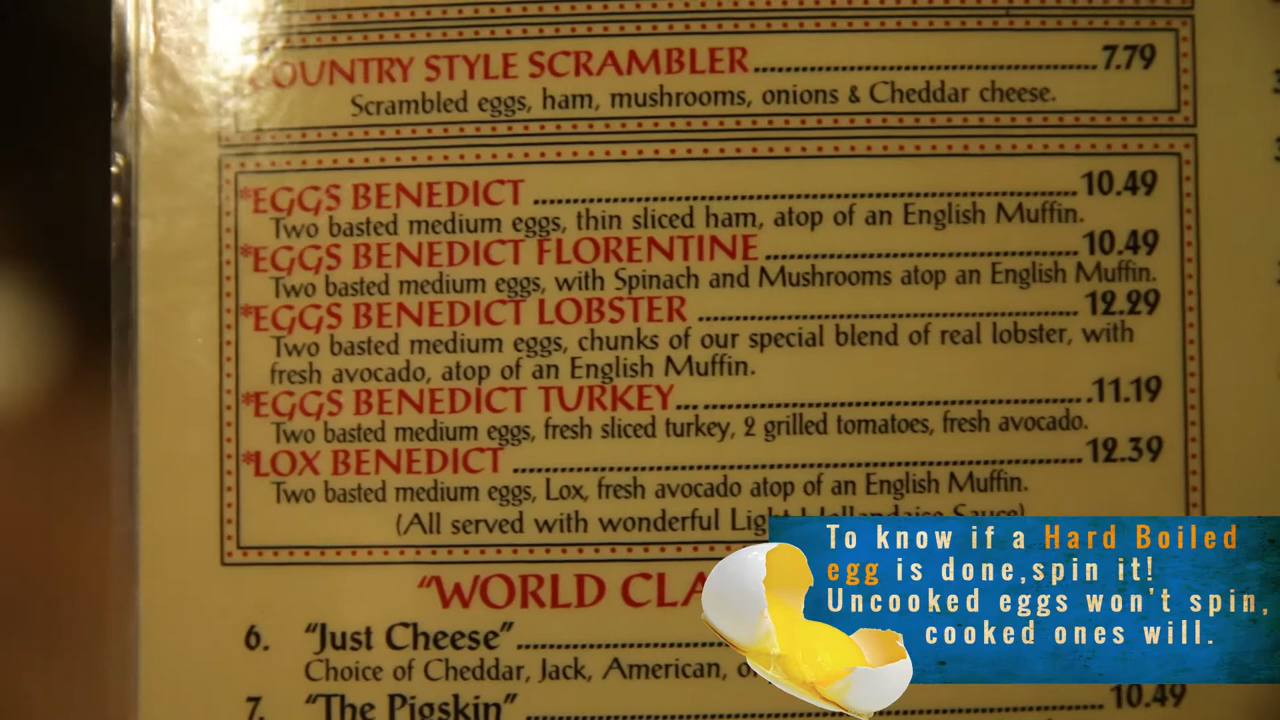 COUNTRY STYLE SCRAMBLER 7.79
Scrambled eggs, ham, mushrooms, onions & Cheddar cheese.
*EGGS BENEDICT 10.49
Two basted medium eggs, thin sliced ham, atop of an English Muffin.
*EGGS BENEDICT FLORENTINE 10.49
Two basted medium eggs, with Spinach and Mushrooms atop an English Muffin.
*EGGS BENEDICT LOBSTER 12.29
Two basted medium eggs, chunks of our special blend of real lobster, with
fresh avocado, atop of an English Muffin.
*EGGS BENEDICT TURKEY .11.19
Two basted medium eggs, fresh sliced turkey, 2 grilled tomatoes, fresh avocado.
*LOX BENEDICT 12.39
Two basted medium eggs, Lox, fresh avocado atop of an English Muffin.
(All served with wonderful Light Hollandaise Sauce)
"WORLD CLA
6. "Just Cheese"
Choice of Cheddar, Jack, American,
7. "The Pigskin" 10.49
To know if a Hard Boiled
egg is done,spin it!
Uncooked eggs won't spin,
cooked ones will.